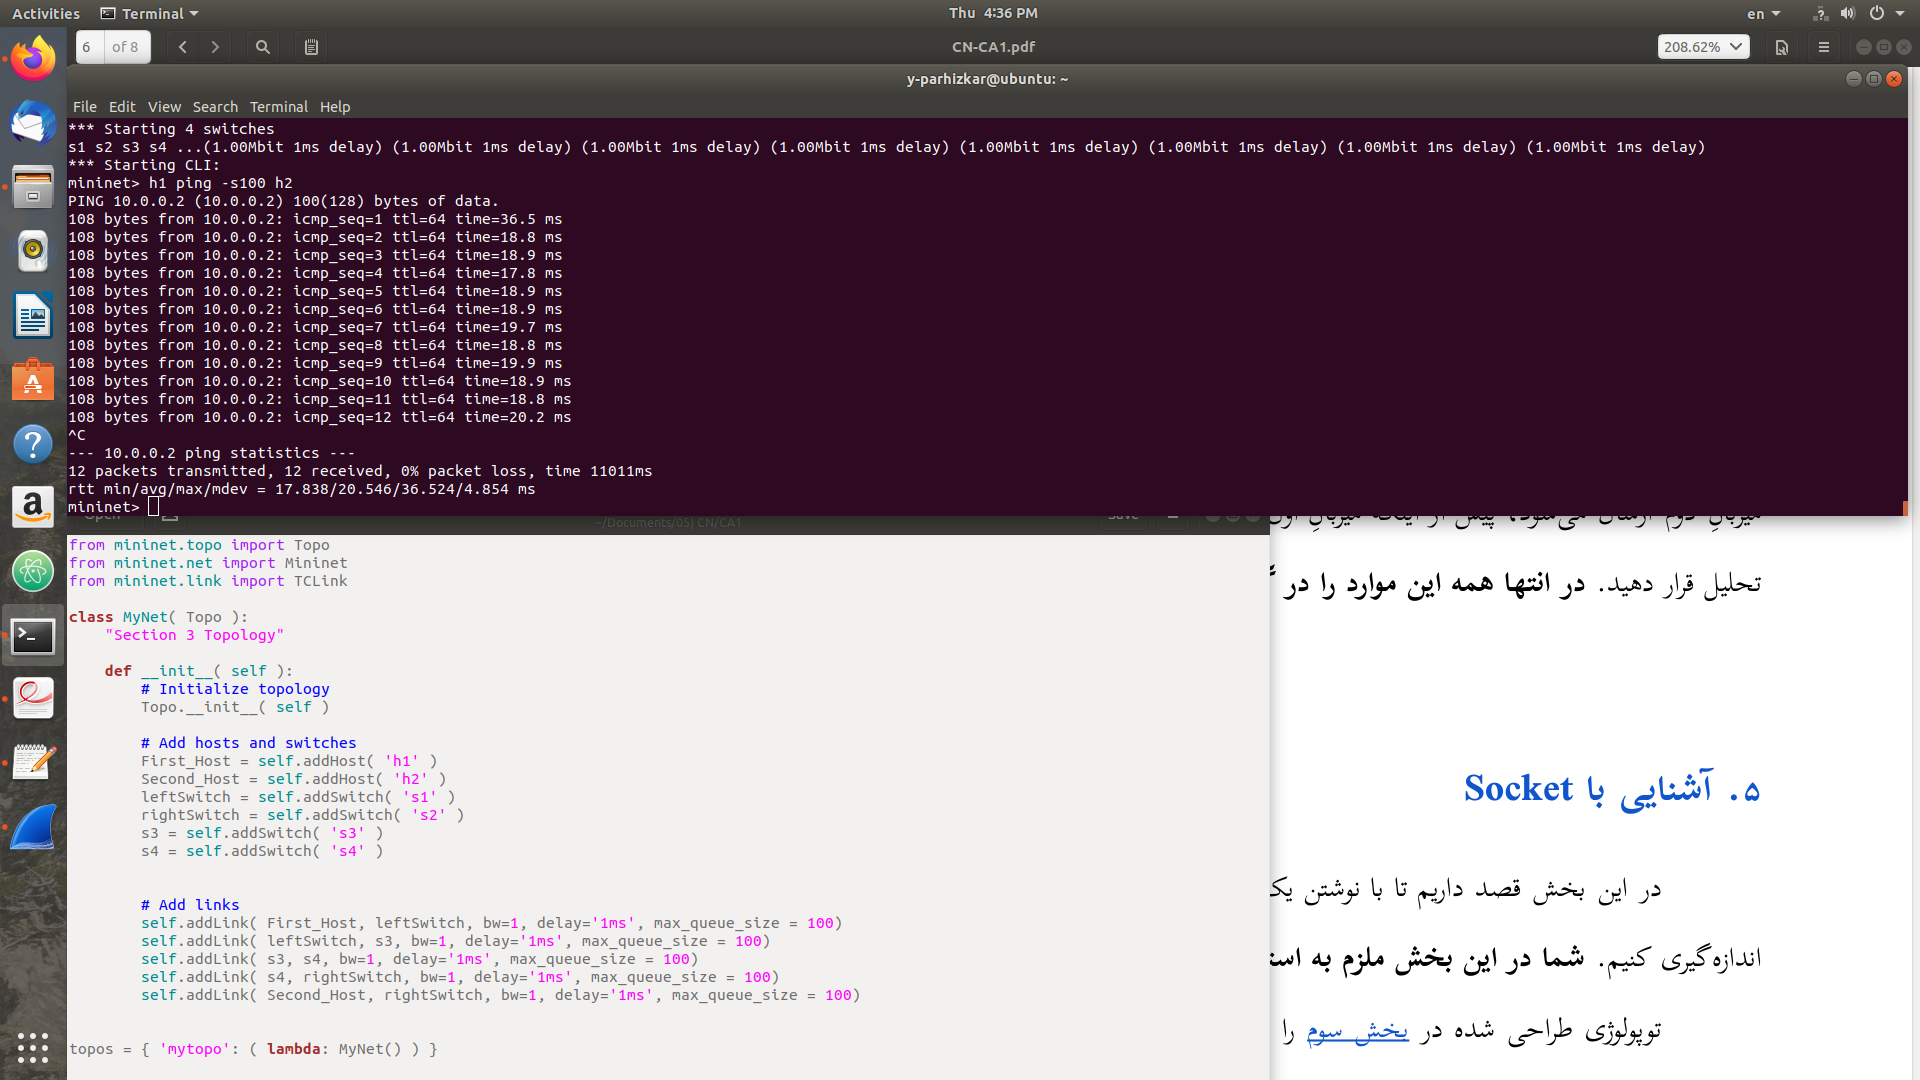 Activities Terminal Thu 4:36 PM en
6 of 8 CN-CA1.pdf 208.62%
y-parhizkar@ubuntu: ~
File Edit View Search Terminal Help
*** Starting 4 switches
s1 s2 s3 s4 ...(1.00Mbit 1ms delay) (1.00Mbit 1ms delay) (1.00Mbit 1ms delay) (1.00Mbit 1ms delay) (1.00Mbit 1ms delay) (1.00Mbit 1ms delay) (1.00Mbit 1ms delay) (1.00Mbit 1ms delay)
*** Starting CLI:
mininet> h1 ping -s100 h2
PING 10.0.0.2 (10.0.0.2) 100(128) bytes of data.
108 bytes from 10.0.0.2: icmp_seq=1 ttl=64 time=36.5 ms
108 bytes from 10.0.0.2: icmp_seq=2 ttl=64 time=18.8 ms
108 bytes from 10.0.0.2: icmp_seq=3 ttl=64 time=18.9 ms
108 bytes from 10.0.0.2: icmp_seq=4 ttl=64 time=17.8 ms
108 bytes from 10.0.0.2: icmp_seq=5 ttl=64 time=18.9 ms
108 bytes from 10.0.0.2: icmp_seq=6 ttl=64 time=18.9 ms
108 bytes from 10.0.0.2: icmp_seq=7 ttl=64 time=19.7 ms
108 bytes from 10.0.0.2: icmp_seq=8 ttl=64 time=18.8 ms
108 bytes from 10.0.0.2: icmp_seq=9 ttl=64 time=19.9 ms
108 bytes from 10.0.0.2: icmp_seq=10 ttl=64 time=18.9 ms
108 bytes from 10.0.0.2: icmp_seq=11 ttl=64 time=18.8 ms
108 bytes from 10.0.0.2: icmp_seq=12 ttl=64 time=20.2 ms
^C
--- 10.0.0.2 ping statistics ---
12 packets transmitted, 12 received, 0% packet loss, time 11011ms
rtt min/avg/max/mdev = 17.838/20.546/36.524/4.854 ms
mininet>
~/Documents/05) CN/CA1
from mininet.topo import Topo
from mininet.net import Mininet
from mininet.link import TCLink
class MyNet( Topo ):
"Section 3 Topology"
def __init__( self ):
# Initialize topology
Topo.__init__( self )
# Add hosts and switches
First_Host = self.addHost( 'h1' )
Second_Host = self.addHost( 'h2' )
leftSwitch = self.addSwitch( 's1' )
rightSwitch = self.addSwitch( 's2' )
s3 = self.addSwitch( 's3' )
s4 = self.addSwitch( 's4' )
# Add links
self.addLink( First_Host, leftSwitch, bw=1, delay='1ms', max_queue_size = 100)
self.addLink( leftSwitch, s3, bw=1, delay='1ms', max_queue_size = 100)
self.addLink( s3, s4, bw=1, delay='1ms', max_queue_size = 100)
self.addLink( s4, rightSwitch, bw=1, delay='1ms', max_queue_size = 100)
self.addLink( Second_Host, rightSwitch, bw=1, delay='1ms', max_queue_size = 100)
topos = { 'mytopo': ( lambda: MyNet() ) }
تحلیل قرار دهید. در انتها همه این موارد را در
۵. آشنایی با Socket
در این بخش قصد داریم تا با نوشتن یک
اندازه‌گیری کنیم. شما در این بخش ملزم به
توپولوژی طراحی شده در بخش سوم را